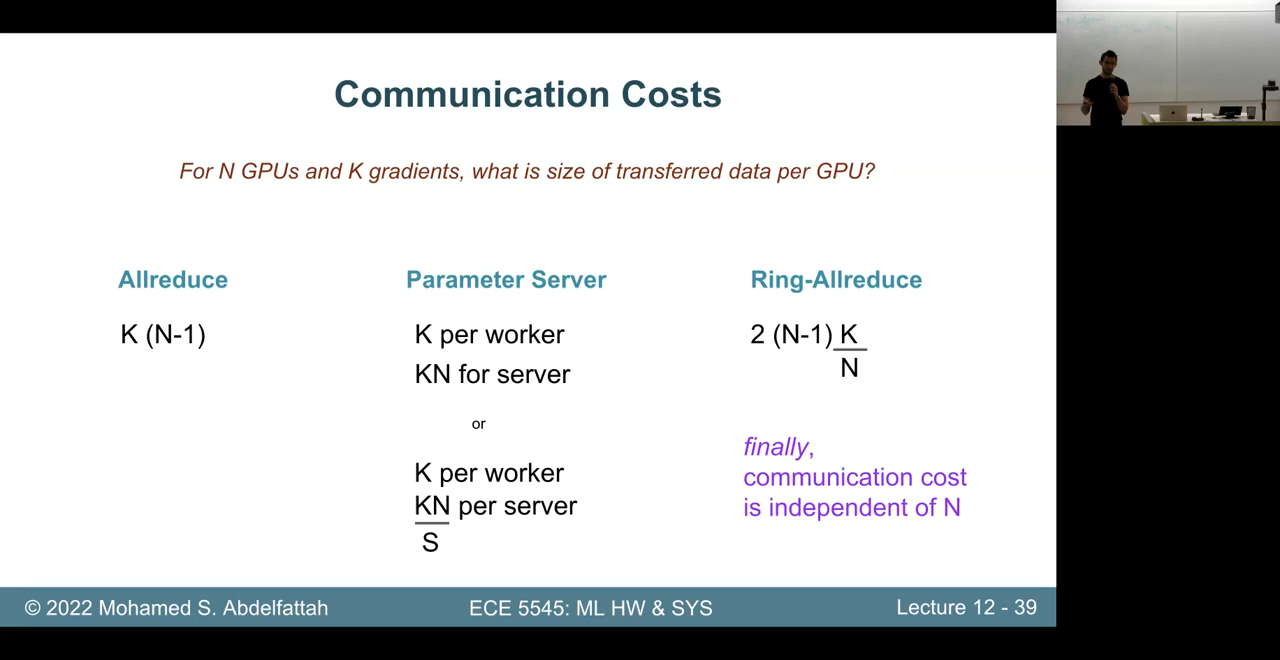 Communication Costs
For N GPUs and K gradients, what is size of transferred data per GPU?
Allreduce
K (N-1)
Parameter Server
K per worker
KN for server
or
K per worker
KN per server
S
Ring-Allreduce
2 (N-1) K
N
finally,
communication cost
is independent of N
© 2022 Mohamed S. Abdelfattah
ECE 5545: ML HW & SYS
Lecture 12 - 39